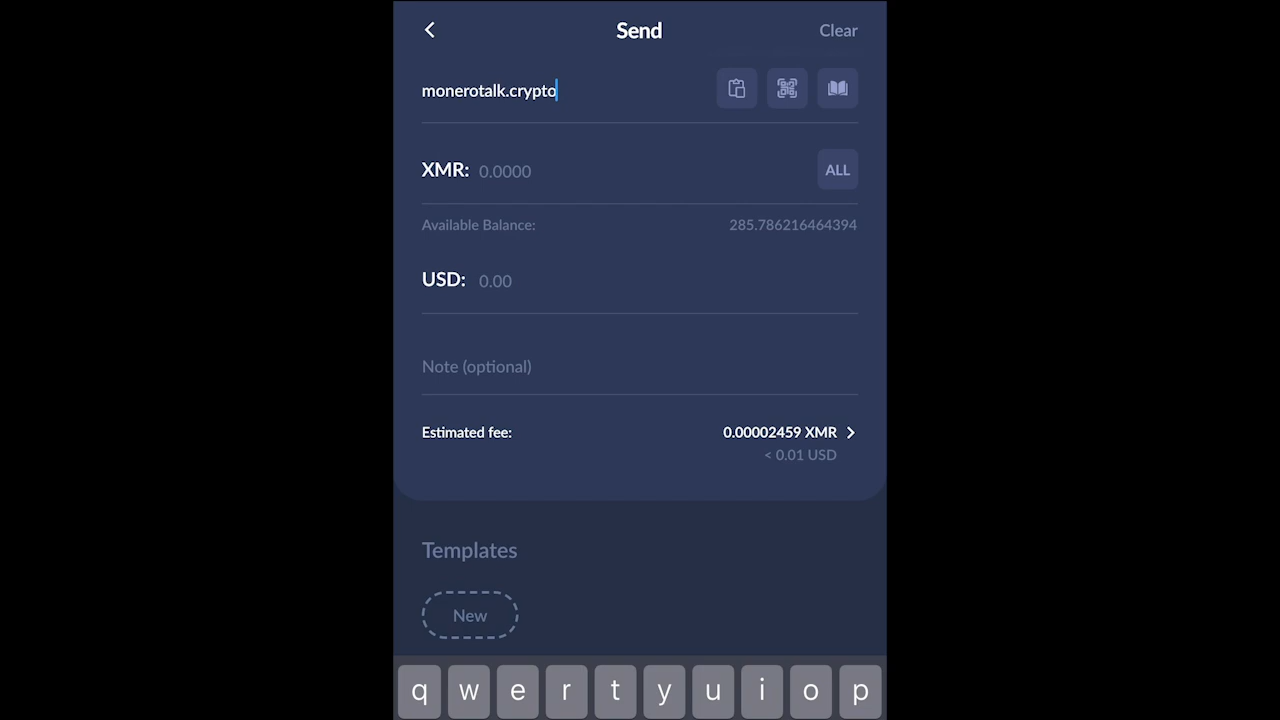 Send
Clear
monerotalk.crypto
XMR: 0.0000
ALL
Available Balance: 285.786216464394
USD: 0.00
Note (optional)
Estimated fee: 0.00002459 XMR
< 0.01 USD
Templates
New
q w e r t y u i o p